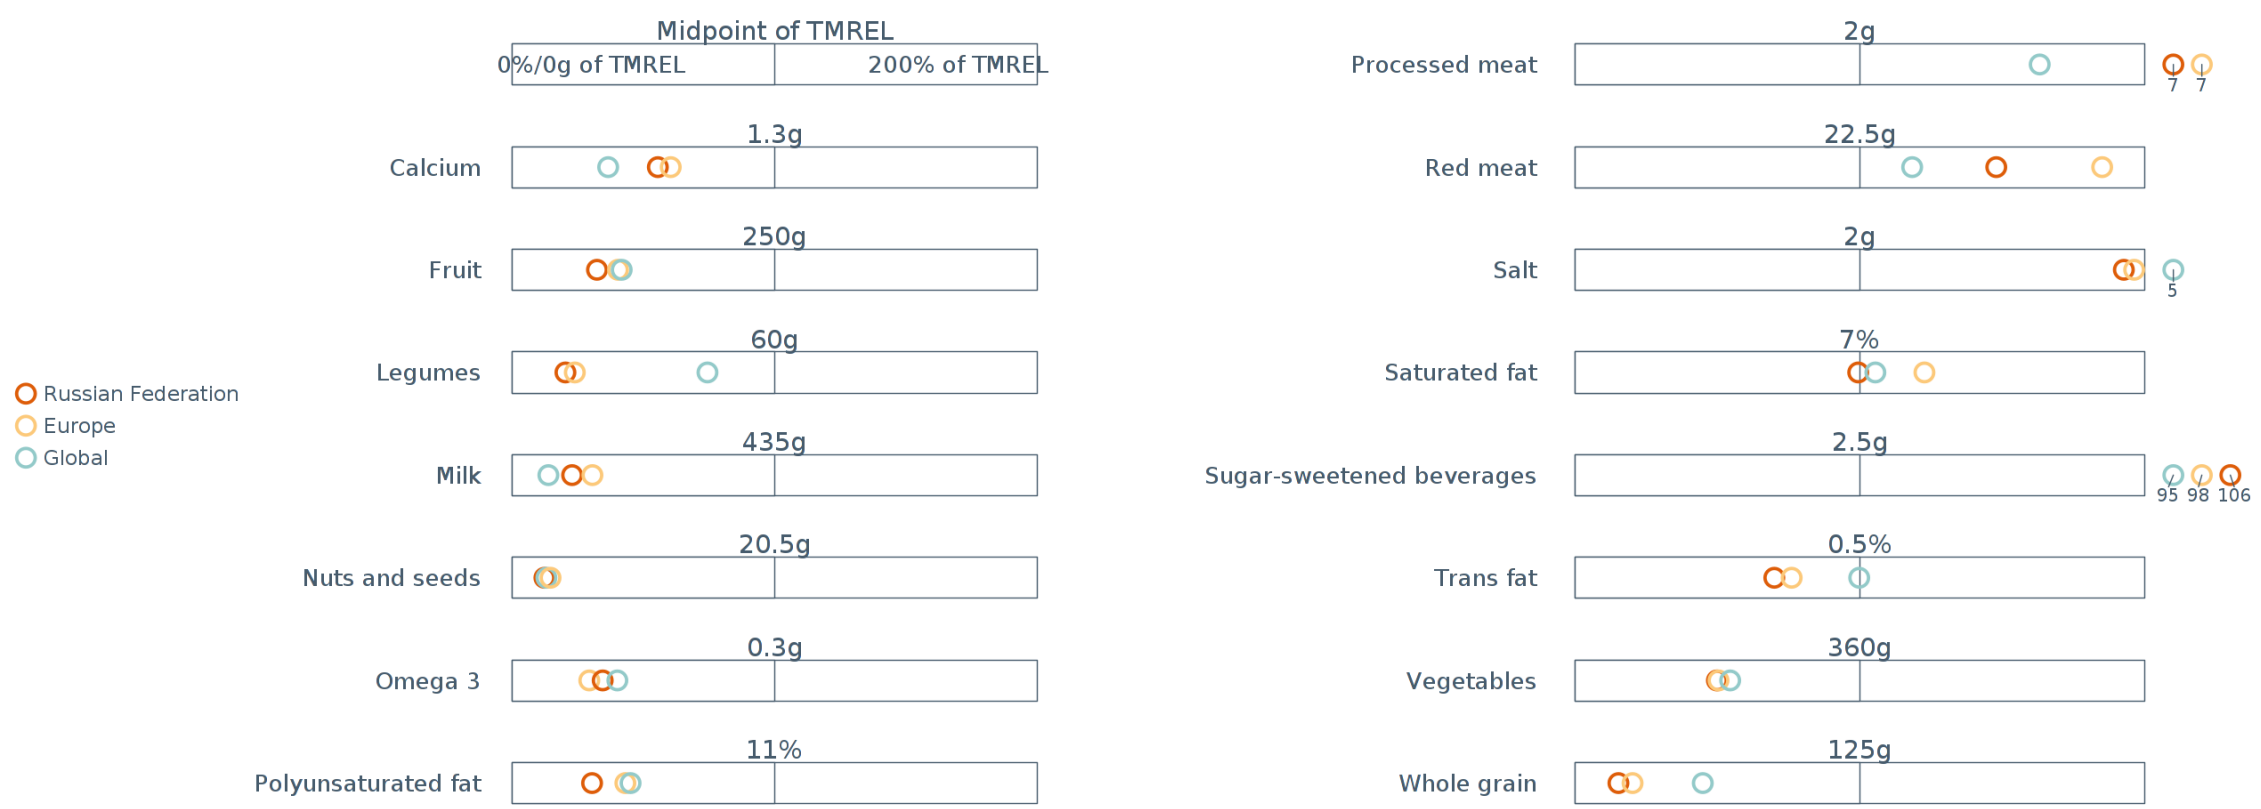 Midpoint of TMREL
0%/0g of TMREL 200% of TMREL
1.3g
Calcium
250g
Fruit
60g
Legumes
435g
Milk
20.5g
Nuts and seeds
0.3g
Omega 3
11%
Polyunsaturated fat
Russian Federation
Europe
Global
2g
Processed meat
7 7
22.5g
Red meat
2g
Salt
5
7%
Saturated fat
2.5g
Sugar-sweetened beverages
95 98 106
0.5%
Trans fat
360g
Vegetables
125g
Whole grain